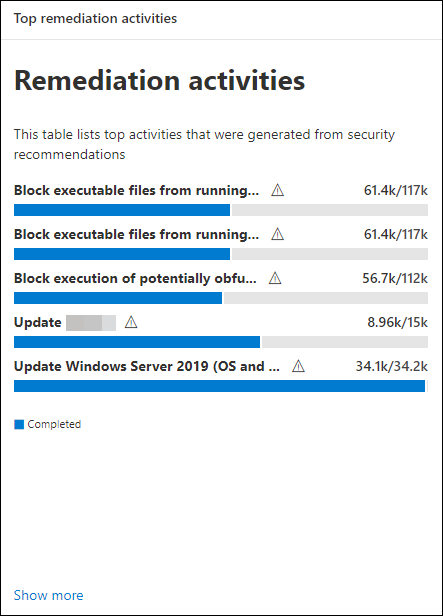 Top remediation activities
Remediation activities
This table lists top activities that were generated from security
recommendations
Block executable files from running... 61.4k/117k
Block executable files from running... 61.4k/117k
Block execution of potentially obfu... 56.7k/112k
Update 8.96k/15k
Update Windows Server 2019 (OS and ... 34.1k/34.2k
Completed
Show more